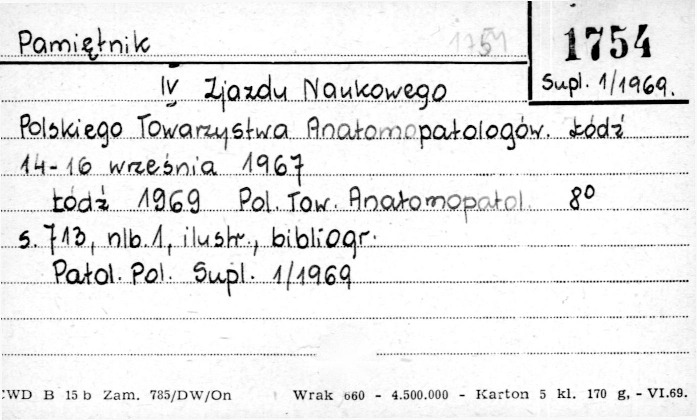 Pamiętnik 1754 1754
IV Zjazdu Naukowego Supl. 1/1969.
Polskiego Towarzystwa Anatomopatologów. Łódź
14-16 września 1967
Łódź 1969 Pol. Tow. Anatomopatol. 8º
s. 713, nlb. 1, ilustr., bibliogr.
Patol. Pol. Supl. 1/1969
WD B 15 b Zam. 785/DW/On Wrak 660 - 4.500.000 - Karton 5 kl. 170 g, - VI.69.